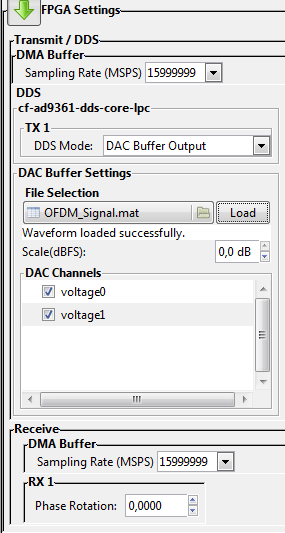 FPGA Settings
Transmit / DDS
DMA Buffer
Sampling Rate (MSPS) 15999999
DDS
cf-ad9361-dds-core-lpc
TX 1
DDS Mode: DAC Buffer Output
DAC Buffer Settings
File Selection
OFDM_Signal.mat Load
Waveform loaded successfully.
Scale(dBFS): 0,0 dB
DAC Channels
voltage0
voltage1
Receive
DMA Buffer
Sampling Rate (MSPS) 15999999
RX 1
Phase Rotation: 0,0000